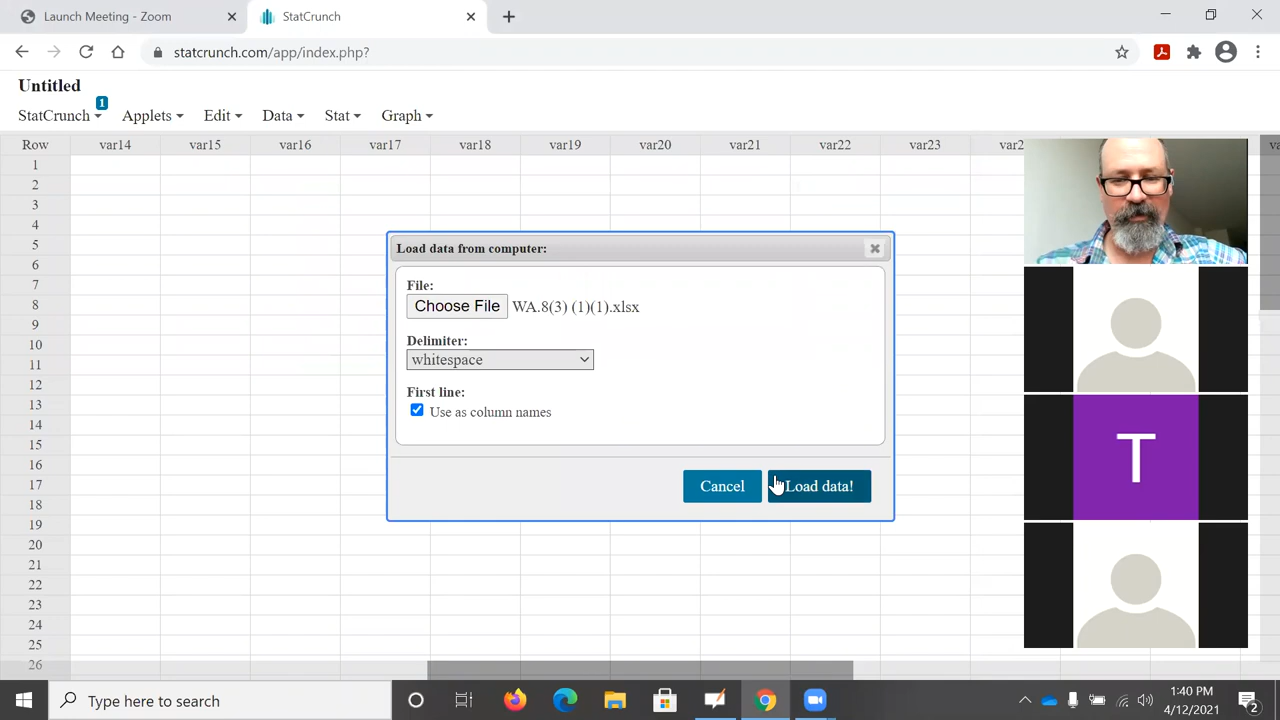 Launch Meeting - Zoom
StatCrunch
statcrunch.com/app/index.php?
Untitled
StatCrunch 1 Applets Edit Data Stat Graph
Row var14 var15 var16 var17 var18 var19 var20 var21 var22 var23
1
2
3
4
5
6
7
8
9
10
11
12
13
14
15
16
17
18
19
20
21
22
23
24
25
26
Load data from computer:
File:
Choose File WA.8(3) (1)(1).xlsx
Delimiter:
whitespace
First line:
Use as column names
Cancel Load data!
T
Type here to search
1:40 PM
4/12/2021
2